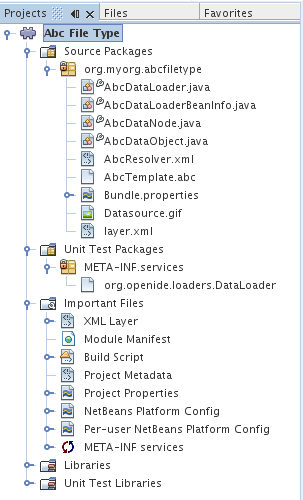 Projects Files Favorites
Abc File Type
Source Packages
org.myorg.abcfiletype
AbcDataLoader.java
AbcDataLoaderBeanInfo.java
AbcDataNode.java
AbcDataObject.java
AbcResolver.xml
AbcTemplate.abc
Bundle.properties
Datasource.gif
layer.xml
Unit Test Packages
META-INF.services
org.openide.loaders.DataLoader
Important Files
XML Layer
Module Manifest
Build Script
Project Metadata
Project Properties
NetBeans Platform Config
Per-user NetBeans Platform Config
META-INF services
Libraries
Unit Test Libraries